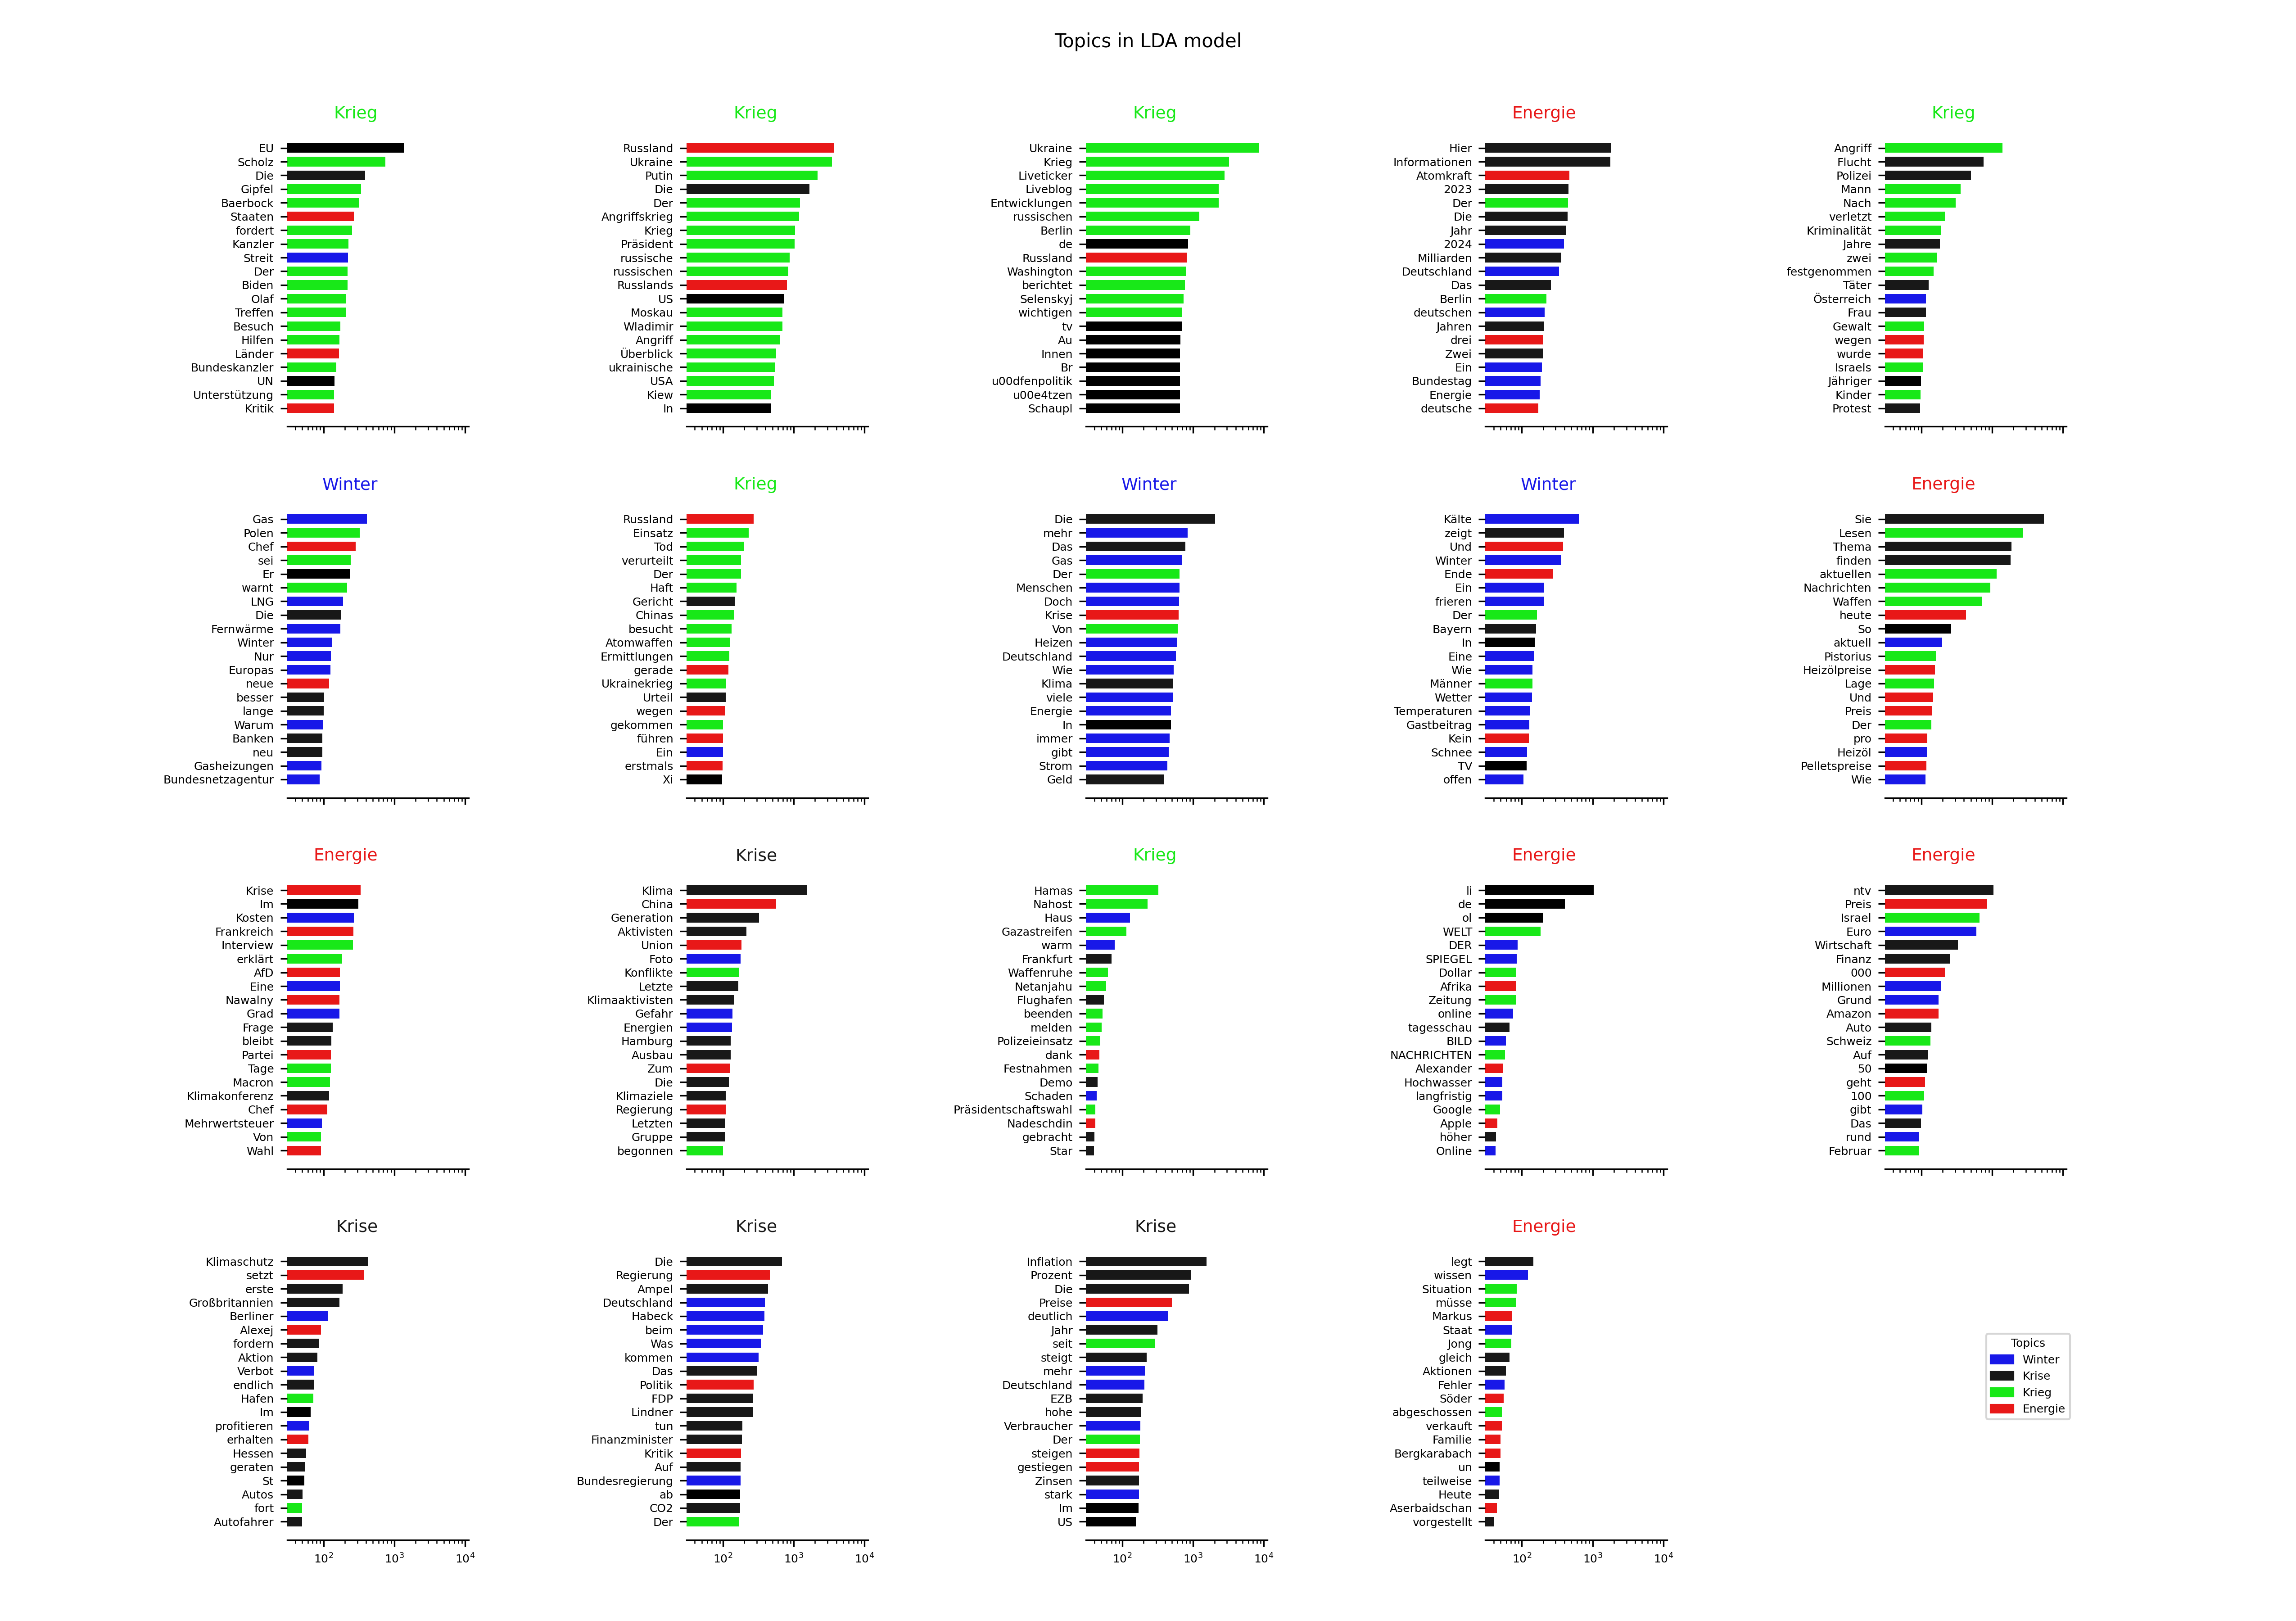 Topics in LDA model
Krieg
EU
Scholz
Die
Gipfel
Baerbock
Staaten
fordert
Kanzler
Streit
Der
Biden
Olaf
Treffen
Besuch
Hilfen
Länder
Bundeskanzler
UN
Unterstützung
Kritik
Krieg
Russland
Ukraine
Putin
Die
Der
Angriffskrieg
Krieg
Präsident
russische
russischen
Russlands
US
Moskau
Wladimir
Angriff
Überblick
ukrainische
USA
Kiew
In
Krieg
Ukraine
Krieg
Liveticker
Liveblog
Entwicklungen
russischen
Berlin
de
Russland
Washington
berichtet
Selenskyj
wichtigen
tv
Au
Innen
Br
u00dfenpolitik
u00e4tzen
Schaupl
Energie
Hier
Informationen
Atomkraft
2023
Der
Die
Jahr
2024
Milliarden
Deutschland
Das
Berlin
deutschen
Jahren
drei
Zwei
Ein
Bundestag
Energie
deutsche
Krieg
Angriff
Flucht
Polizei
Mann
Nach
verletzt
Kriminalität
Jahre
zwei
festgenommen
Täter
Österreich
Frau
Gewalt
wegen
wurde
Israels
Jähriger
Kinder
Protest
Winter
Gas
Polen
Chef
sei
Er
warnt
LNG
Die
Fernwärme
Winter
Nur
Europas
neue
besser
lange
Warum
Banken
neu
Gasheizungen
Bundesnetzagentur
Krieg
Russland
Einsatz
Tod
verurteilt
Der
Haft
Gericht
Chinas
besucht
Atomwaffen
Ermittlungen
gerade
Ukrainekrieg
Urteil
wegen
gekommen
führen
Ein
erstmals
Xi
Winter
Die
mehr
Das
Gas
Der
Menschen
Doch
Krise
Von
Heizen
Deutschland
Wie
Klima
viele
Energie
In
immer
gibt
Strom
Geld
Winter
Kälte
zeigt
Und
Winter
Ende
Ein
frieren
Der
Bayern
In
Eine
Wie
Männer
Wetter
Temperaturen
Gastbeitrag
Kein
Schnee
TV
offen
Energie
Sie
Lesen
Thema
finden
aktuellen
Nachrichten
Waffen
heute
So
aktuell
Pistorius
Heizölpreise
Lage
Und
Preis
Der
pro
Heizöl
Pelletspreise
Wie
Energie
Krise
Im
Kosten
Frankreich
Interview
erklärt
AfD
Eine
Nawalny
Grad
Frage
bleibt
Partei
Tage
Macron
Klimakonferenz
Chef
Mehrwertsteuer
Von
Wahl
Krise
Klima
China
Generation
Aktivisten
Union
Foto
Konflikte
Letzte
Klimaaktivisten
Gefahr
Energien
Hamburg
Ausbau
Zum
Die
Klimaziele
Regierung
Letzten
Gruppe
begonnen
Krieg
Hamas
Nahost
Haus
Gazastreifen
warm
Frankfurt
Waffenruhe
Netanjahu
Flughafen
beenden
melden
Polizeieinsatz
dank
Festnahmen
Demo
Schaden
Präsidentschaftswahl
Nadeschdin
gebracht
Star
Energie
li
de
ol
WELT
DER
SPIEGEL
Dollar
Afrika
Zeitung
online
tagesschau
BILD
NACHRICHTEN
Alexander
Hochwasser
langfristig
Google
Apple
höher
Online
Energie
ntv
Preis
Israel
Euro
Wirtschaft
Finanz
000
Millionen
Grund
Amazon
Auto
Schweiz
Auf
50
geht
100
gibt
Das
rund
Februar
Krise
Klimaschutz
setzt
erste
Großbritannien
Berliner
Alexej
fordern
Aktion
Verbot
endlich
Hafen
Im
profitieren
erhalten
Hessen
geraten
St
Autos
fort
Autofahrer
10² 10³ 10⁴
Krise
Die
Regierung
Ampel
Deutschland
Habeck
beim
Was
kommen
Das
Politik
FDP
Lindner
tun
Finanzminister
Kritik
Auf
Bundesregierung
ab
CO2
Der
10² 10³ 10⁴
Krise
Inflation
Prozent
Die
Preise
deutlich
Jahr
seit
steigt
mehr
Deutschland
EZB
hohe
Verbraucher
Der
steigen
gestiegen
Zinsen
stark
Im
US
10² 10³ 10⁴
Energie
legt
wissen
Situation
müsse
Markus
Staat
Jong
gleich
Aktionen
Fehler
Söder
abgeschossen
verkauft
Familie
Bergkarabach
un
teilweise
Heute
Aserbaidschan
vorgestellt
10² 10³ 10⁴
Topics
Winter
Krise
Krieg
Energie